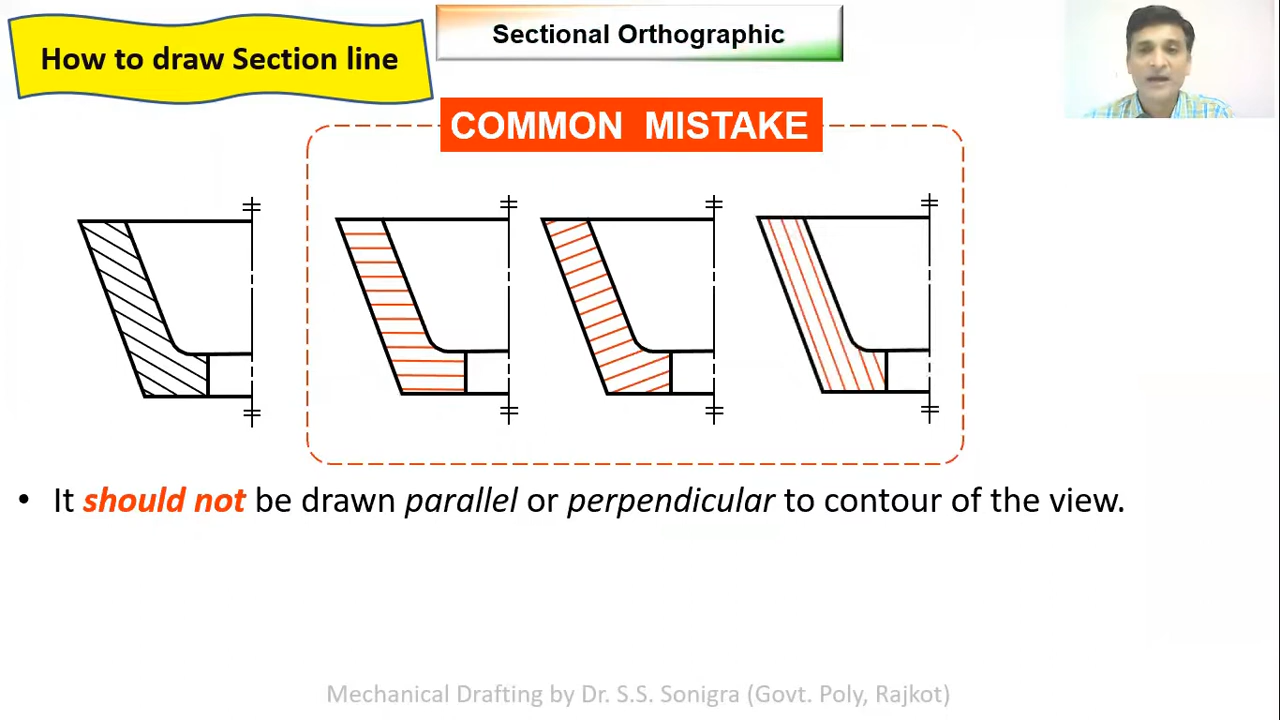 How to draw Section line
Sectional Orthographic
COMMON MISTAKE
• It should not be drawn parallel or perpendicular to contour of the view.
Mechanical Drafting by Dr. S.S. Sonigra (Govt. Poly, Rajkot)